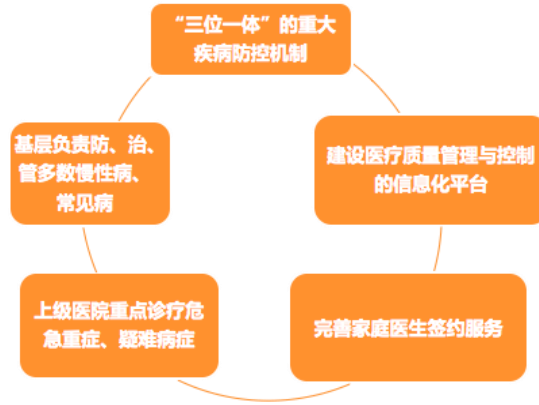 “三位一体”的重大
疾病防控机制
基层负责防、治、
管多数慢性病、
常见病
建设医疗质量管理与控制
的信息化平台
上级医院重点诊疗危
急重症、疑难病症
完善家庭医生签约服务